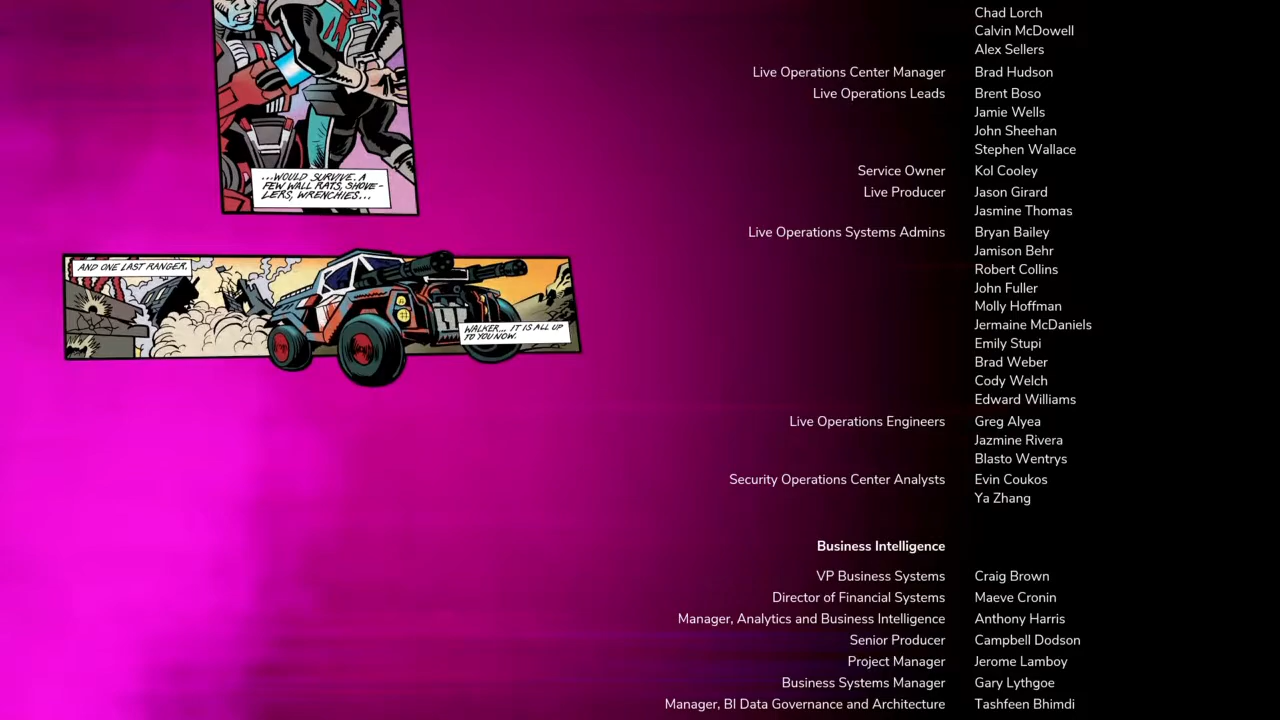 ...WOULD SURVIVE. A
FEW WALL RATS, SHOVE-
LERS, WRENCHIES...
AND ONE LAST RANGER,
WALKER... IT IS ALL UP
TO YOU NOW.
Chad Lorch
Calvin McDowell
Alex Sellers
Live Operations Center Manager Brad Hudson
Live Operations Leads Brent Boso
Jamie Wells
John Sheehan
Stephen Wallace
Service Owner Kol Cooley
Live Producer Jason Girard
Jasmine Thomas
Live Operations Systems Admins Bryan Bailey
Jamison Behr
Robert Collins
John Fuller
Molly Hoffman
Jermaine McDaniels
Emily Stupi
Brad Weber
Cody Welch
Edward Williams
Live Operations Engineers Greg Alyea
Jazmine Rivera
Blasto Wentrys
Security Operations Center Analysts Evin Coukos
Ya Zhang
Business Intelligence
VP Business Systems Craig Brown
Director of Financial Systems Maeve Cronin
Manager, Analytics and Business Intelligence Anthony Harris
Senior Producer Campbell Dodson
Project Manager Jerome Lamboy
Business Systems Manager Gary Lythgoe
Manager, BI Data Governance and Architecture Tashfeen Bhimdi